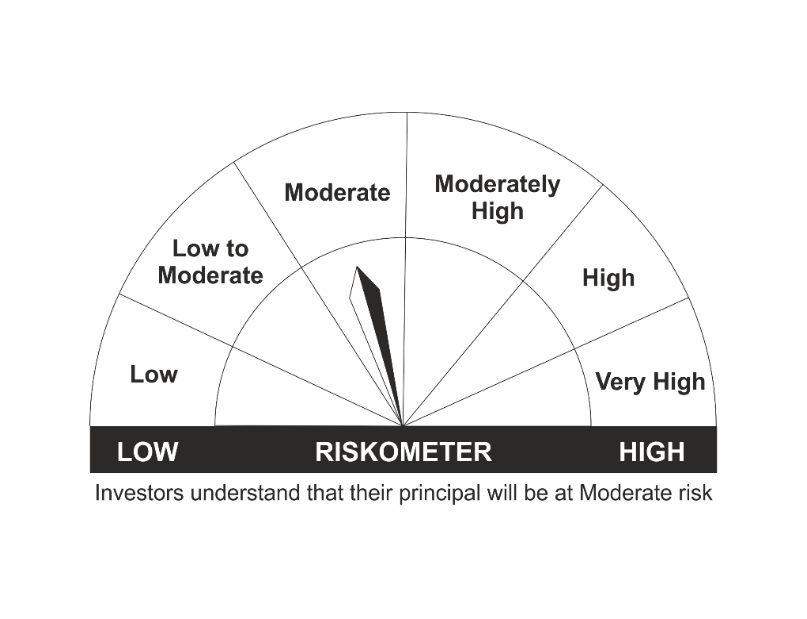 Moderate
Moderately
High
Low to
Moderate
High
Low
Very High
LOW RISKOMETER HIGH
Investors understand that their principal will be at Moderate risk